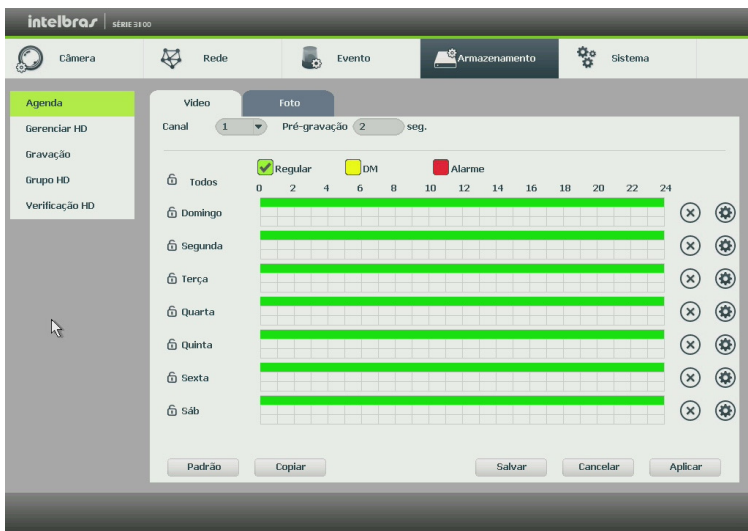 intelbras | SÉRIE 3100
Câmera Rede Evento Armazenamento Sistema
Agenda
Gerenciar HD
Gravação
Grupo HD
Verificação HD
Video Foto
Canal 1 Pré-gravação 2 seg.
Todos Regular DM Alarme
0 2 4 6 8 10 12 14 16 18 20 22 24
Domingo
Segunda
Terça
Quarta
Quinta
Sexta
Sáb
Padrão Copiar Salvar Cancelar Aplicar